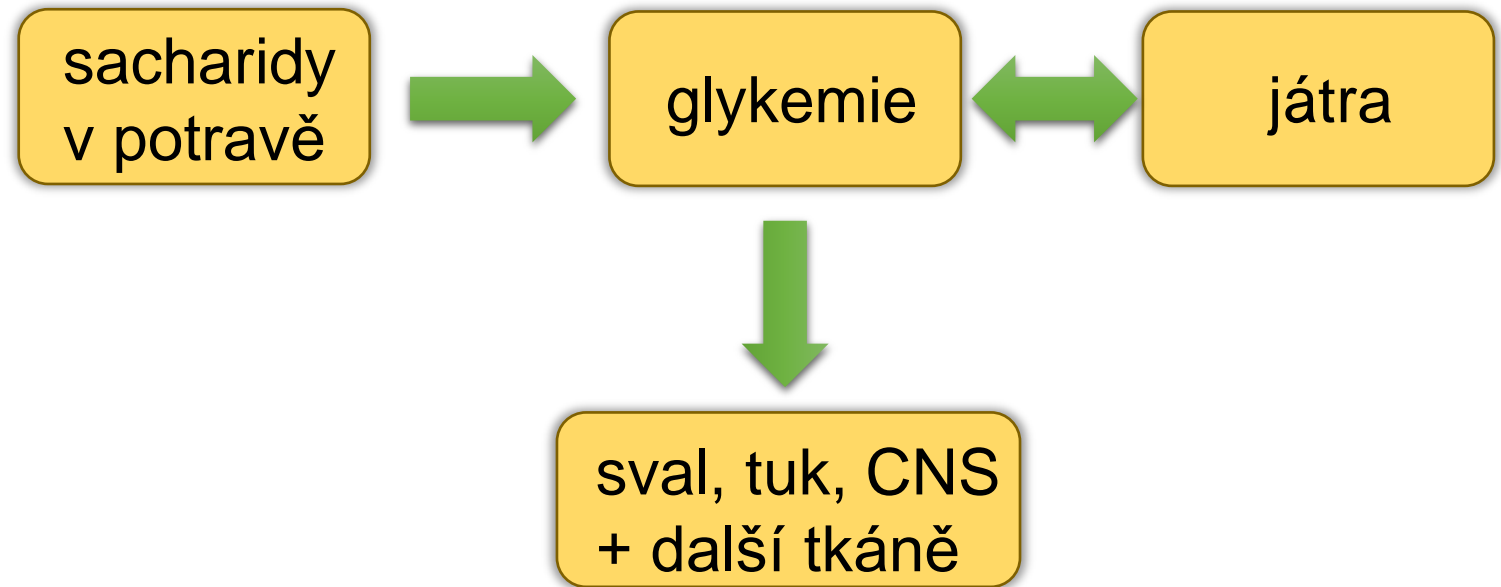 sacharidy
v potravě
glykemie
játra
sval, tuk, CNS
+ další tkáně